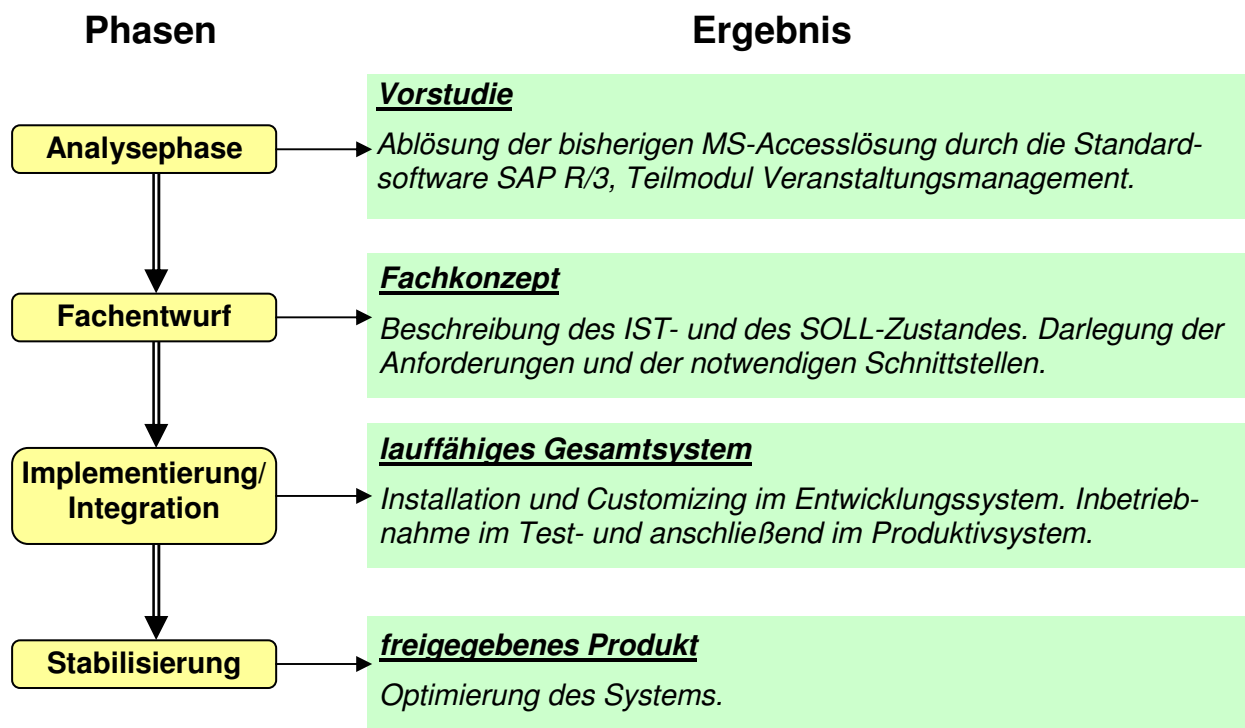 Phasen
Ergebnis
Analysephase
Vorstudie
Ablösung der bisherigen MS-Accesslösung durch die Standard-
software SAP R/3, Teilmodul Veranstaltungsmanagement.
Fachentwurf
Fachkonzept
Beschreibung des IST- und des SOLL-Zustandes. Darlegung der
Anforderungen und der notwendigen Schnittstellen.
Implementierung/
Integration
lauffähiges Gesamtsystem
Installation und Customizing im Entwicklungssystem. Inbetrieb-
nahme im Test- und anschließend im Produktivsystem.
Stabilisierung
freigegebenes Produkt
Optimierung des Systems.